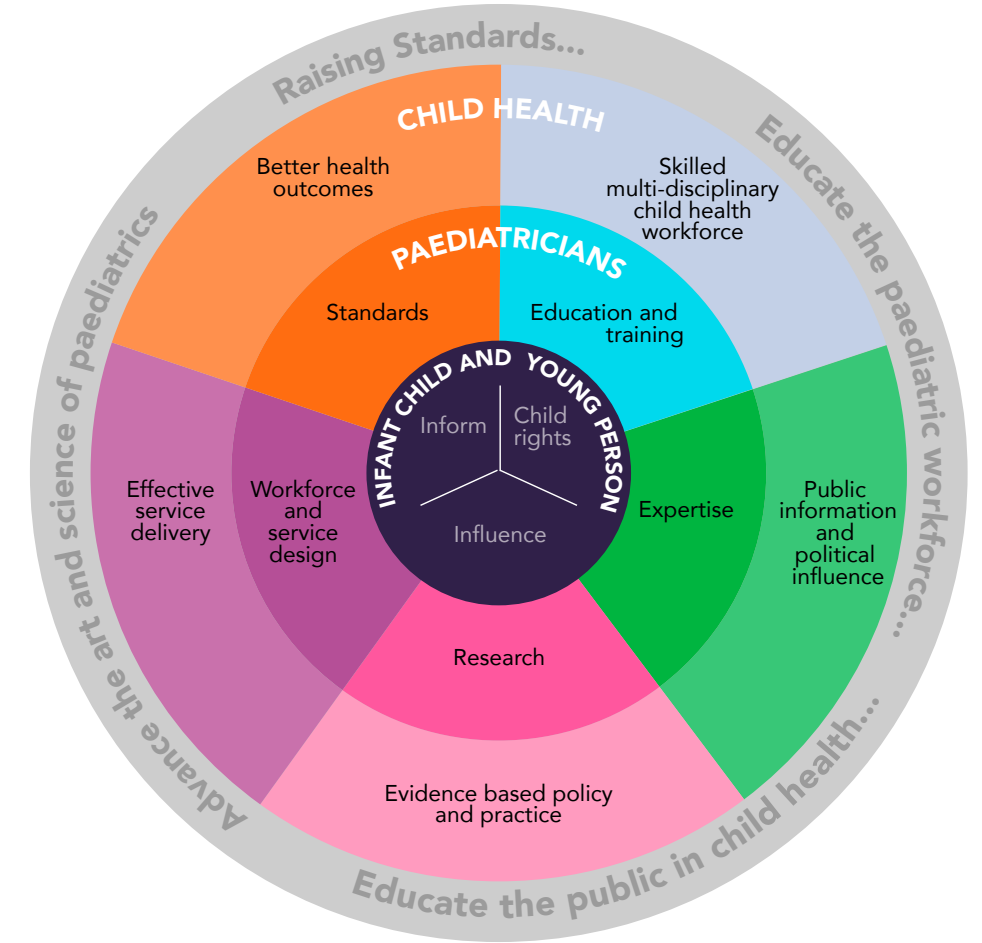 Raising Standards...
Educate the paediatric workforce...
Educate the public in child health...
Advance the art and science of paediatrics
CHILD HEALTH
Better health
outcomes
Skilled
multi-disciplinary
child health
workforce
PAEDIATRICIANS
Standards
Education and
training
INFANT CHILD AND YOUNG PERSON
Inform
Child
rights
Influence
Effective
service
delivery
Workforce
and
service
design
Expertise
Public
information
and
political
influence
Research
Evidence based policy
and practice